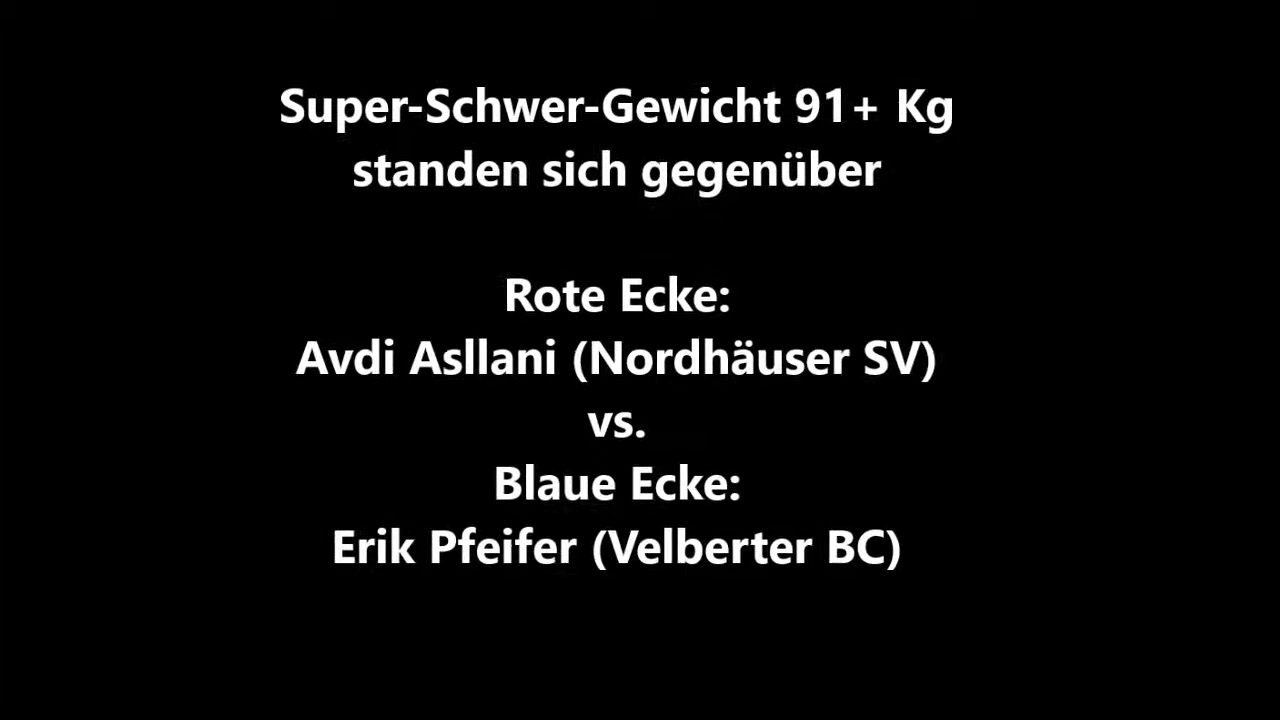 Super-Schwer-Gewicht 91+ Kg
standen sich gegenüber
Rote Ecke:
Avdi Asllani (Nordhäuser SV)
vs.
Blaue Ecke:
Erik Pfeifer (Velberter BC)